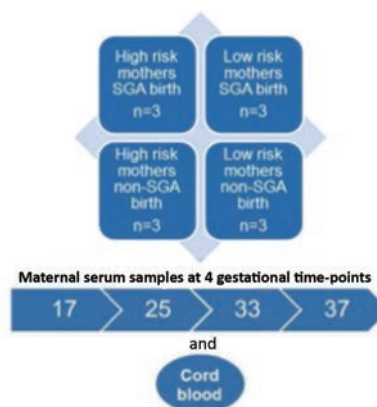 High risk
mothers
SGA birth
n=3
Low risk
mothers
SGA birth
n=3
High risk
mothers
non-SGA
birth
n=3
Low risk
mothers
non-SGA
birth
n=3
Maternal serum samples at 4 gestational time-points
17 25 33 37
and
Cord
blood